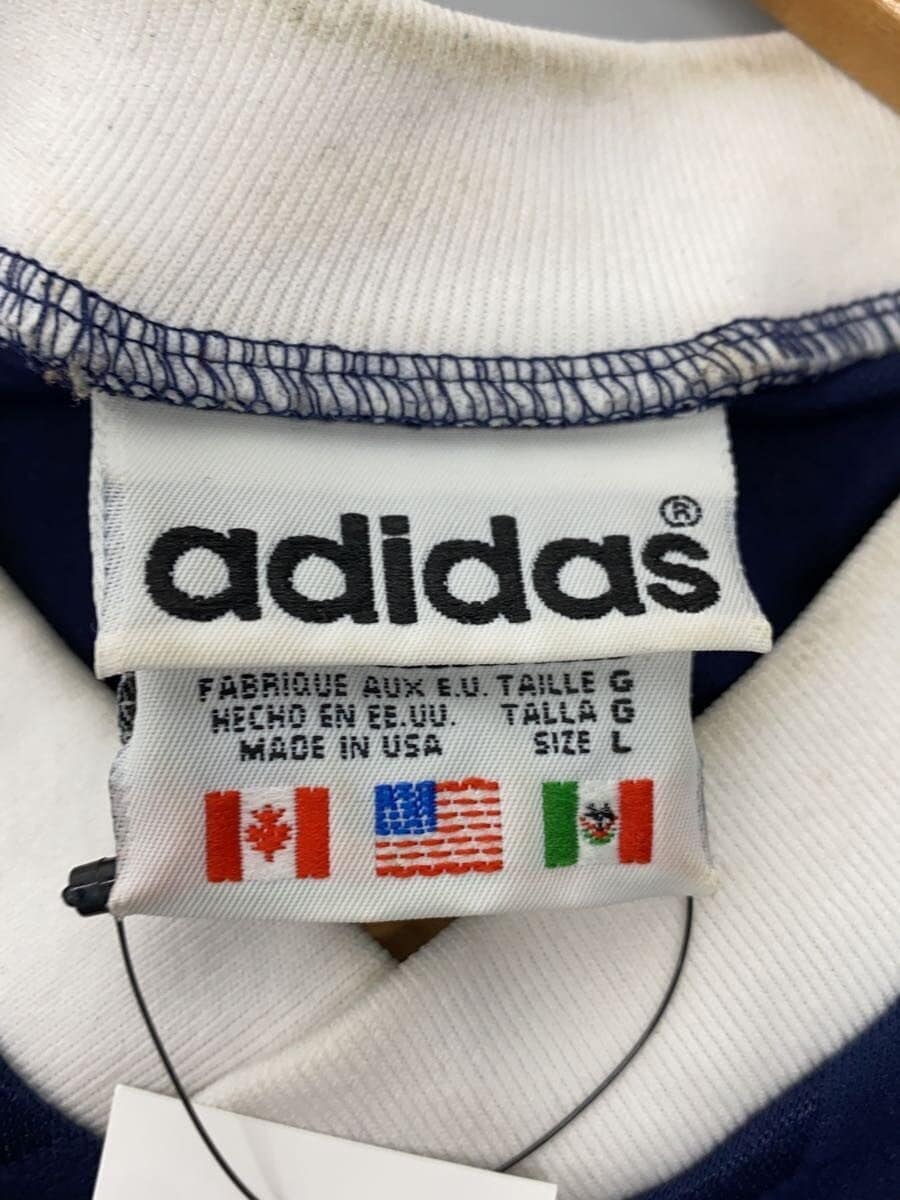 adidas®
FABRIQUE AUX E.U. TAILLE G
HECHO EN EE.UU. TALLA G
MADE IN USA SIZE L